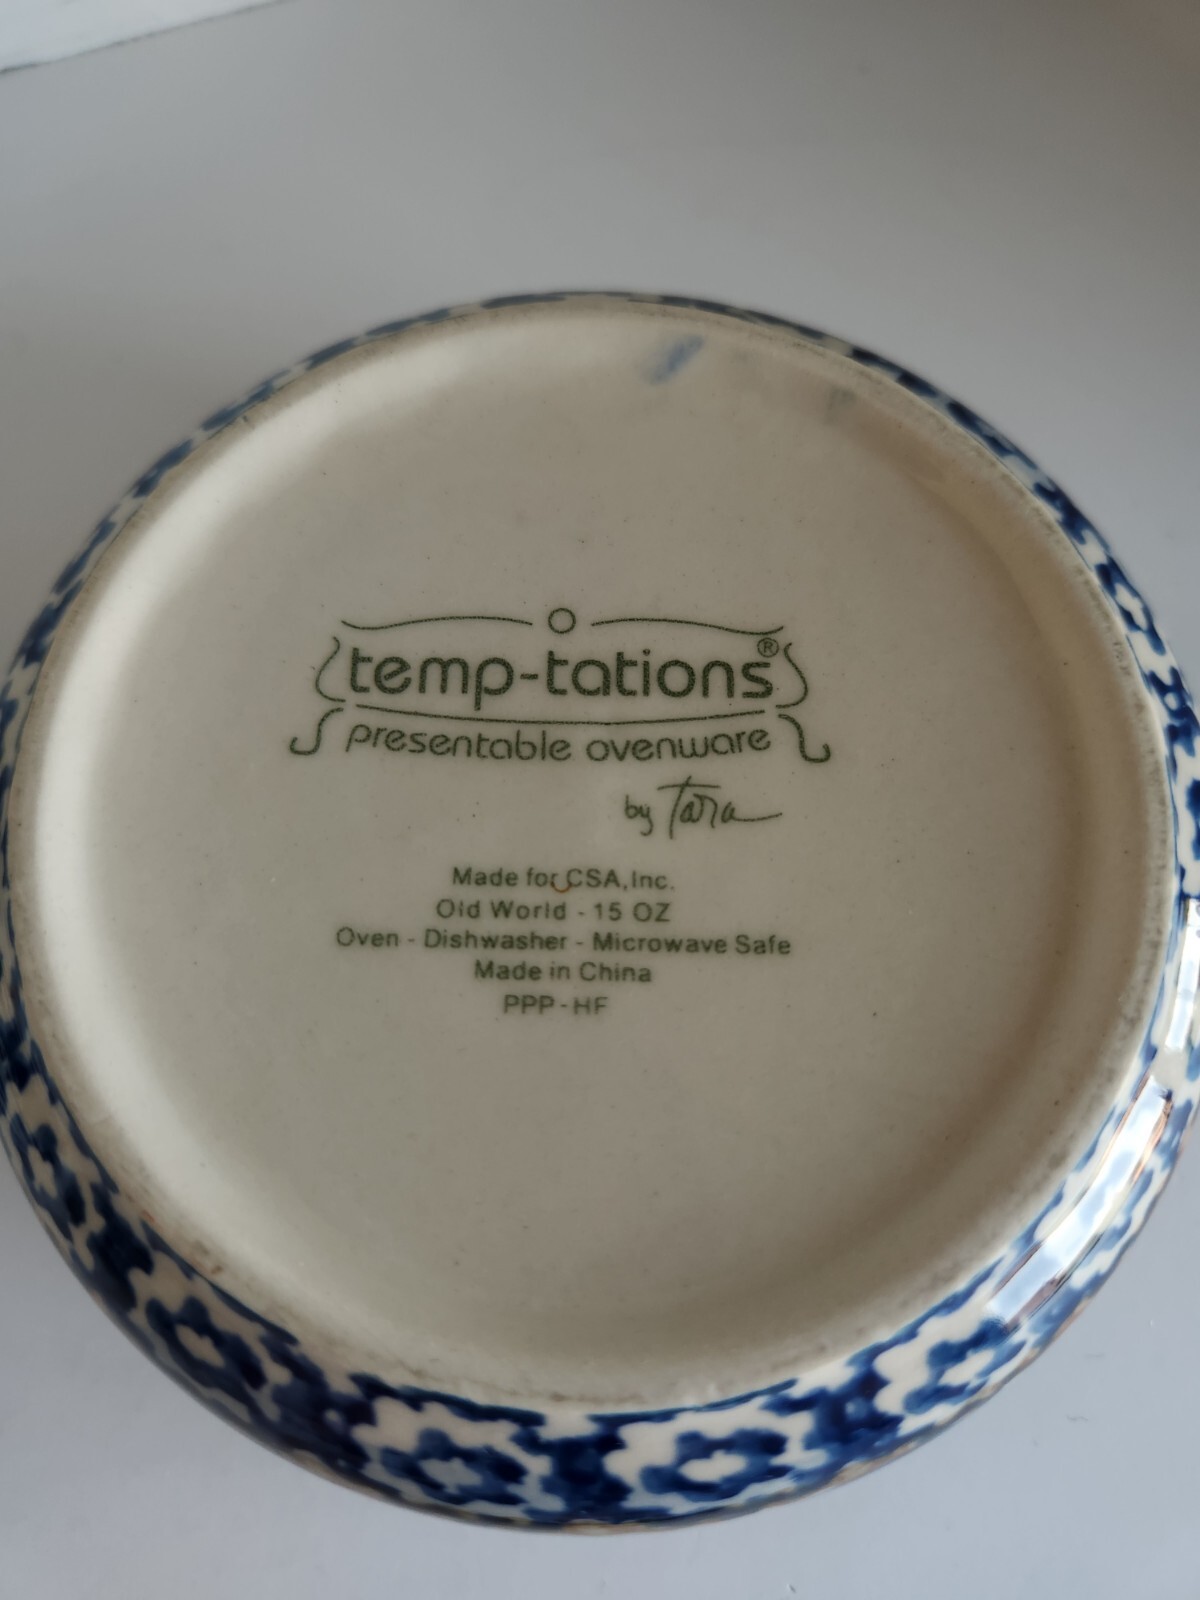 temp-tations®
presentable ovenware
by Tara
Made for CSA, Inc.
Old World - 15 OZ
Oven - Dishwasher - Microwave Safe
Made in China
PPP - HF